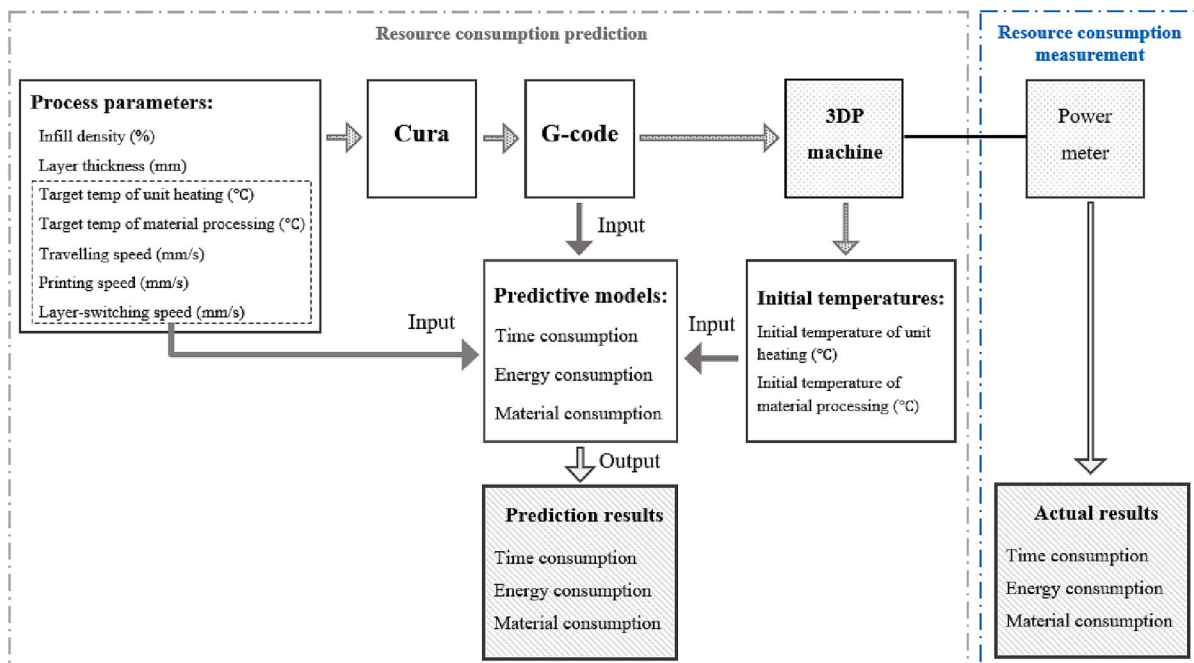 Resource consumption prediction
Resource consumption
measurement
Process parameters:
Infill density (%)
Layer thickness (mm)
Target temp of unit heating (℃)
Target temp of material processing (℃)
Travelling speed (mm/s)
Printing speed (mm/s)
Layer-switching speed (mm/s)
Cura
G-code
3DP
machine
Power
meter
Input
Input
Predictive models:
Time consumption
Energy consumption
Material consumption
Input
Initial temperatures:
Initial temperature of unit
heating (℃)
Initial temperature of
material processing (℃)
Output
Prediction results
Time consumption
Energy consumption
Material consumption
Actual results
Time consumption
Energy consumption
Material consumption